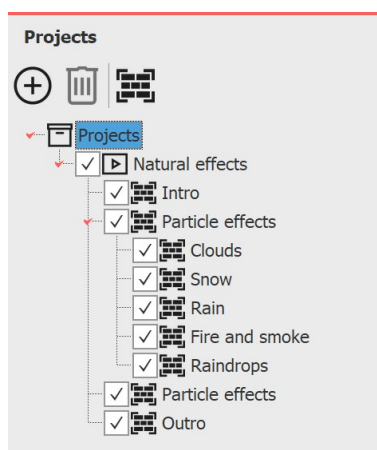 Projects
Projects
Natural effects
Intro
Particle effects
Clouds
Snow
Rain
Fire and smoke
Raindrops
Particle effects
Outro